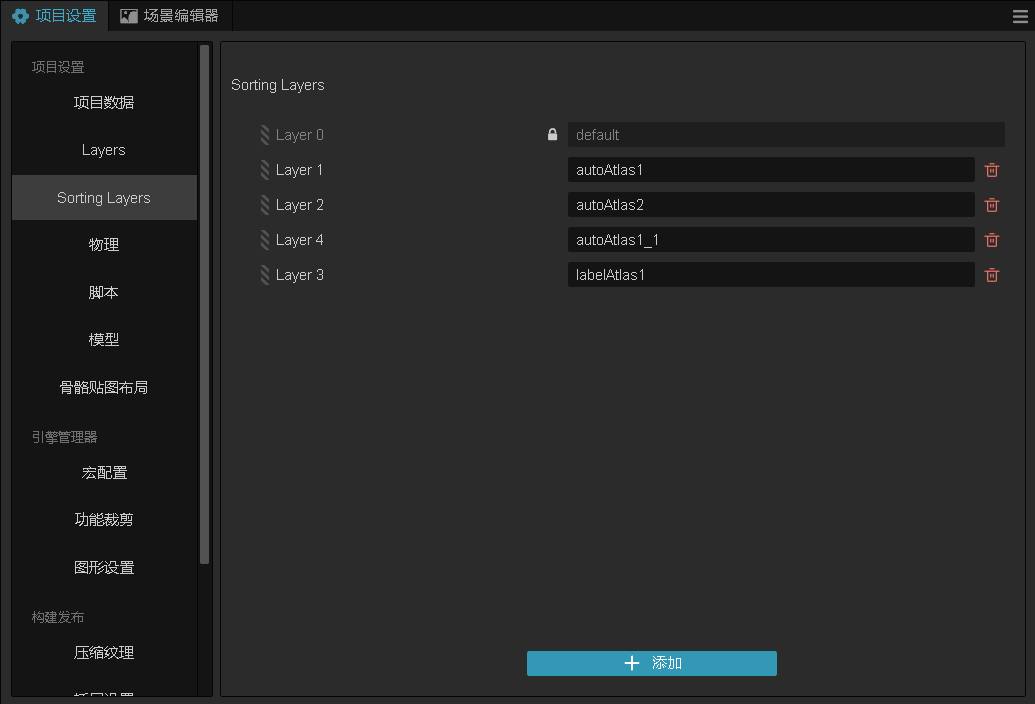 项目设置 场景编辑器
项目设置
项目数据
Layers
Sorting Layers
物理
脚本
模型
骨骼贴图布局
引擎管理器
宏配置
功能裁剪
图形设置
构建发布
压缩纹理
Sorting Layers
Layer 0 default
Layer 1 autoAtlas1
Layer 2 autoAtlas2
Layer 4 autoAtlas1_1
Layer 3 labelAtlas1
添加